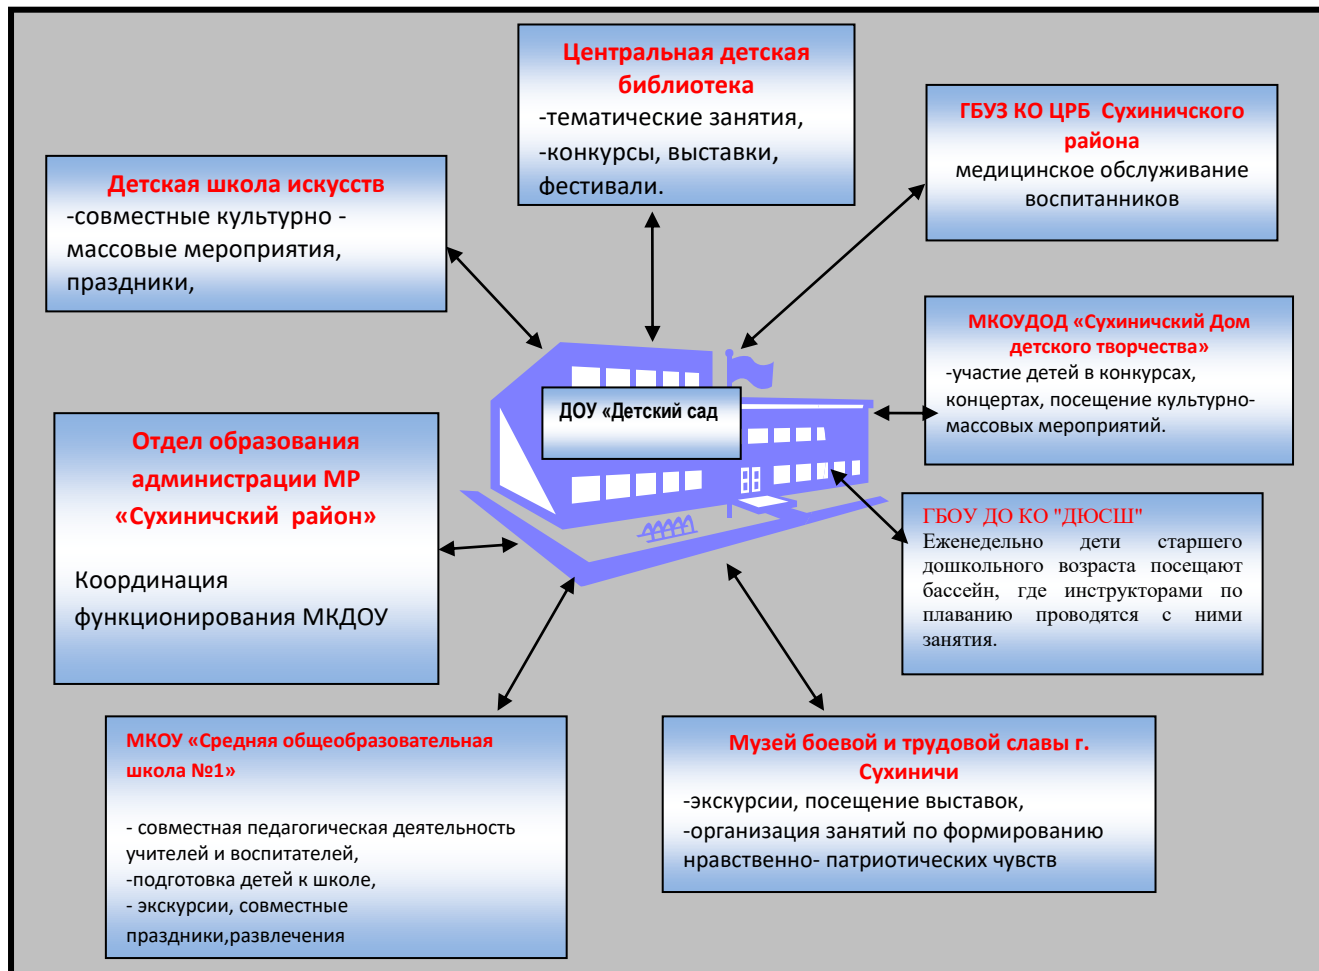 Центральная детская
библиотека
-тематические занятия,
-конкурсы, выставки,
фестивали.
ГБУЗ КО ЦРБ  Сухиничского
района
медицинское обслуживание
воспитанников
Детская школа искусств
-совместные культурно -
массовые мероприятия,
праздники,
МКОУДОД «Сухиничский Дом
детского творчества»
-участие детей в конкурсах,
концертах, посещение культурно-
массовых мероприятий.
ДОУ «Детский сад
Отдел образования
администрации МР
«Сухиничский  район»
Координация
функционирования МКДОУ
ГБОУ ДО КО "ДЮСШ"
Еженедельно дети старшего
дошкольного возраста посещают
бассейн, где инструкторами по
плаванию проводятся с ними
занятия.
МКОУ «Средняя общеобразовательная
школа №1»
- совместная педагогическая деятельность
учителей и воспитателей,
-подготовка детей к школе,
- экскурсии, совместные
праздники,развлечения
Музей боевой и трудовой славы г.
Сухиничи
-экскурсии, посещение выставок,
-организация занятий по формированию
нравственно- патриотических чувств